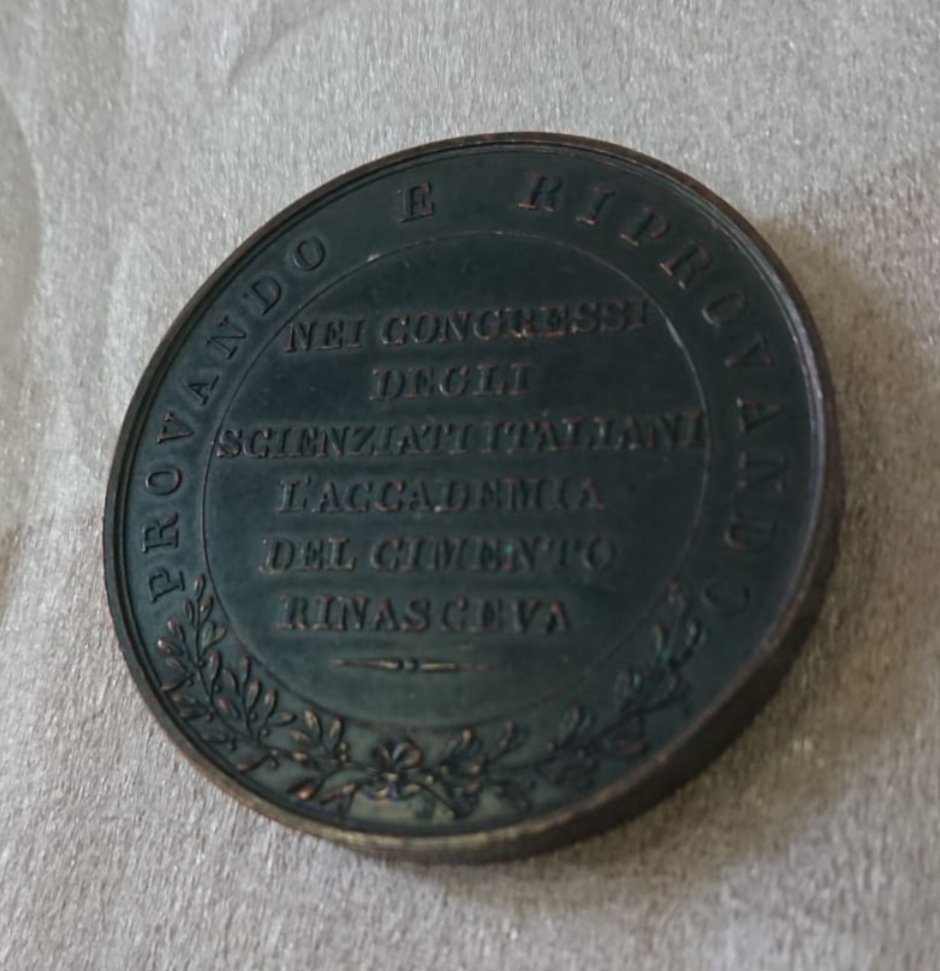 PROVANDO E RIPROVANDO
NEI CONGRESSI
DEGLI
SCIENZIATI ITALIANI
L'ACCADEMIA
DEL CIMENTO
RINASCEVA